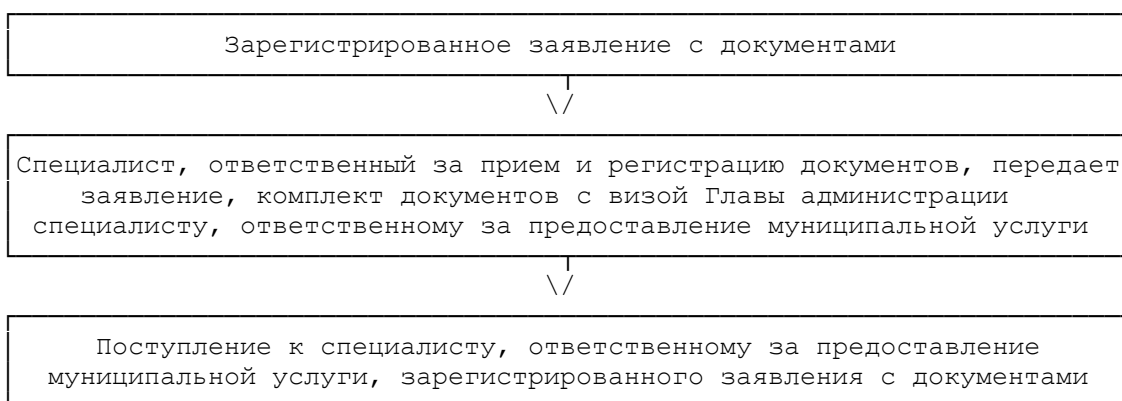 Зарегистрированное заявление с документами
\/
Специалист, ответственный за прием и регистрацию документов, передает
заявление, комплект документов с визой Главы администрации
специалисту, ответственному за предоставление муниципальной услуги
\/
Поступление к специалисту, ответственному за предоставление
муниципальной услуги, зарегистрированного заявления с документами